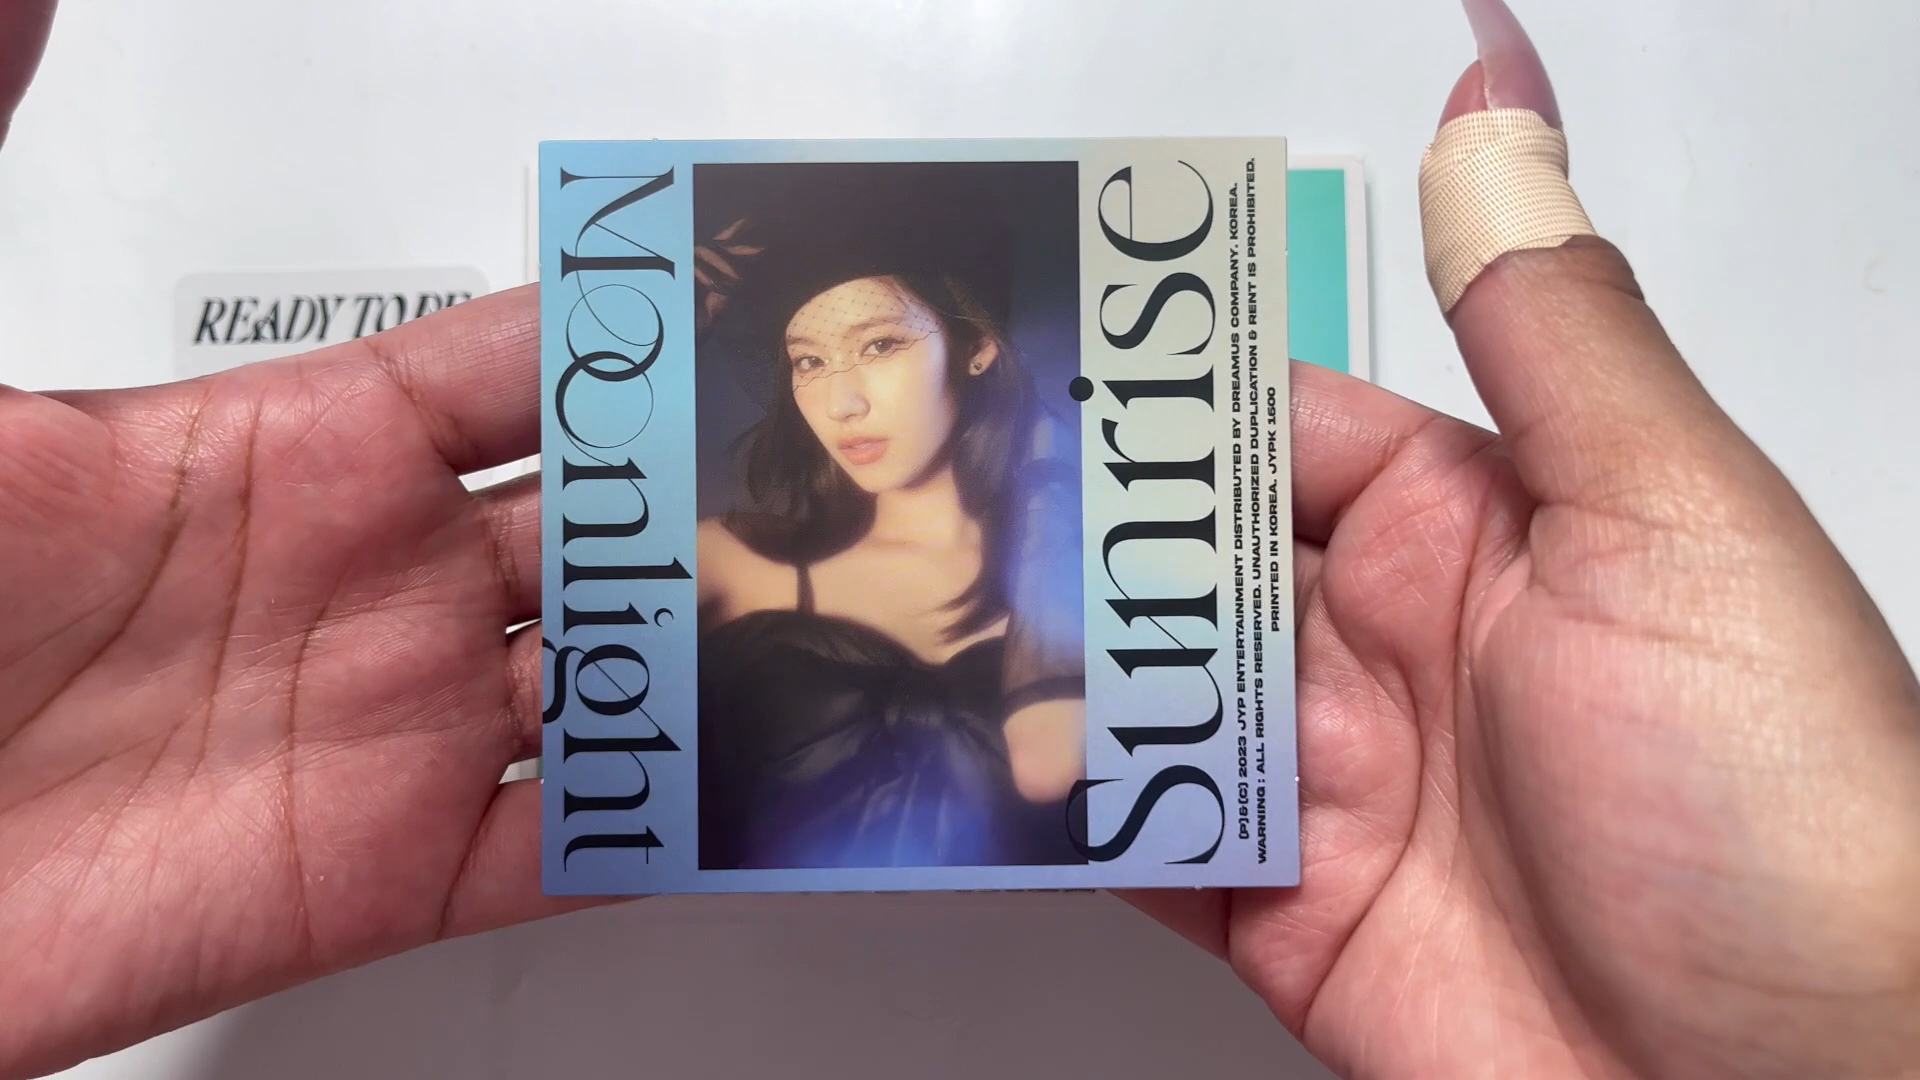 READY TO BE
Moonlight
Sunrise
(P)&(C) 2023 JYP ENTERTAINMENT DISTRIBUTED BY DREAMUS COMPANY. KOREA.
WARNING : ALL RIGHTS RESERVED. UNAUTHORIZED DUPLICATION & RENT IS PROHIBITED.
PRINTED IN KOREA. JYPK 1600